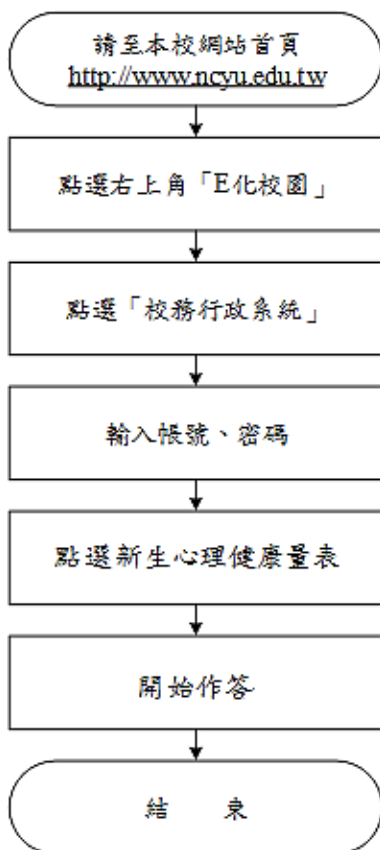 請至本校網站首頁
http://www.ncyu.edu.tw
點選右上角「E化校園」
點選「校務行政系統」
輸入帳號、密碼
點選新生心理健康量表
開始作答
結　　束